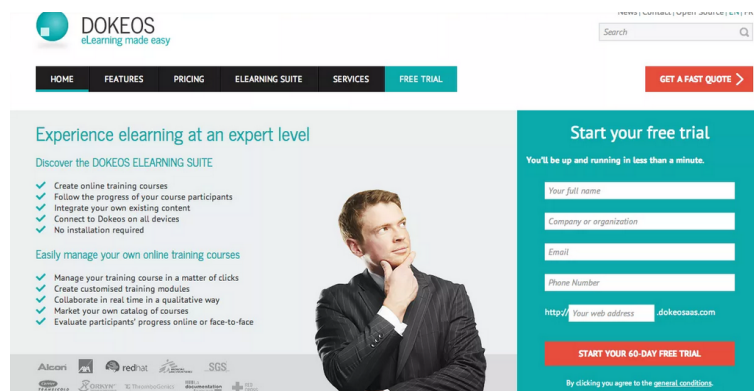 News | Contact | Open Source | EN | FR
DOKEOS
eLearning made easy
Search
HOME
FEATURES
PRICING
ELEARNING SUITE
SERVICES
FREE TRIAL
GET A FAST QUOTE
Experience elearning at an expert level
Discover the DOKEOS ELEARNING SUITE
Create online training courses
Follow the progress of your course participants
Integrate your own existing content
Connect to Dokeos on all devices
No installation required
Easily manage your own online training courses
Manage your training course in a matter of clicks
Create customised training modules
Collaborate in real time in a qualitative way
Market your own catalog of courses
Evaluate participants' progress online or face-to-face
Alcon
AXA
redhat
SGS
documentation
Start your free trial
You'll be up and running in less than a minute.
Your full name
Company or organization
Email
Phone Number
http:// Your web address .dokeosaas.com
START YOUR 60-DAY FREE TRIAL
By clicking you agree to the general conditions.